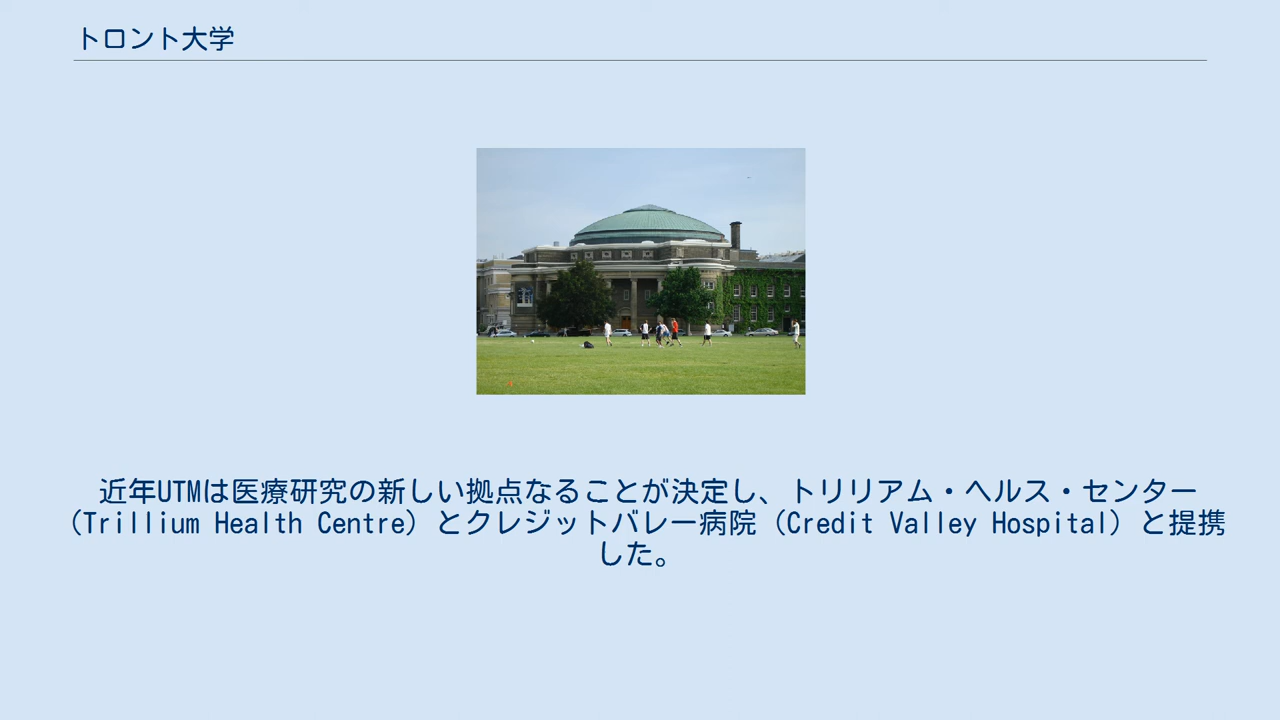 トロント大学
近年UTMは医療研究の新しい拠点なることが決定し、トリリアム・ヘルス・センター
（Trillium Health Centre）とクレジットバレー病院（Credit Valley Hospital）と提携
した。